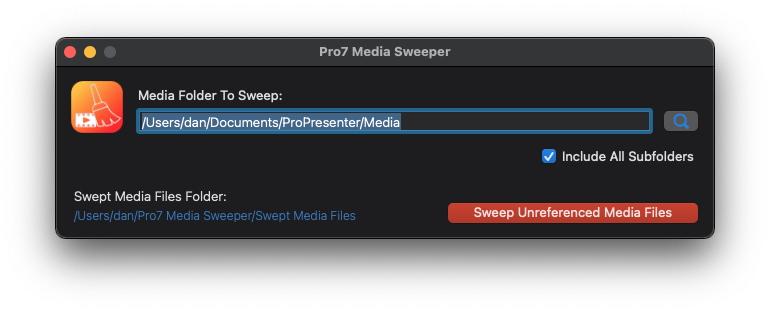 Pro7 Media Sweeper
Media Folder To Sweep:
/Users/dan/Documents/ProPresenter/Media
Include All Subfolders
Swept Media Files Folder:
/Users/dan/Pro7 Media Sweeper/Swept Media Files
Sweep Unreferenced Media Files